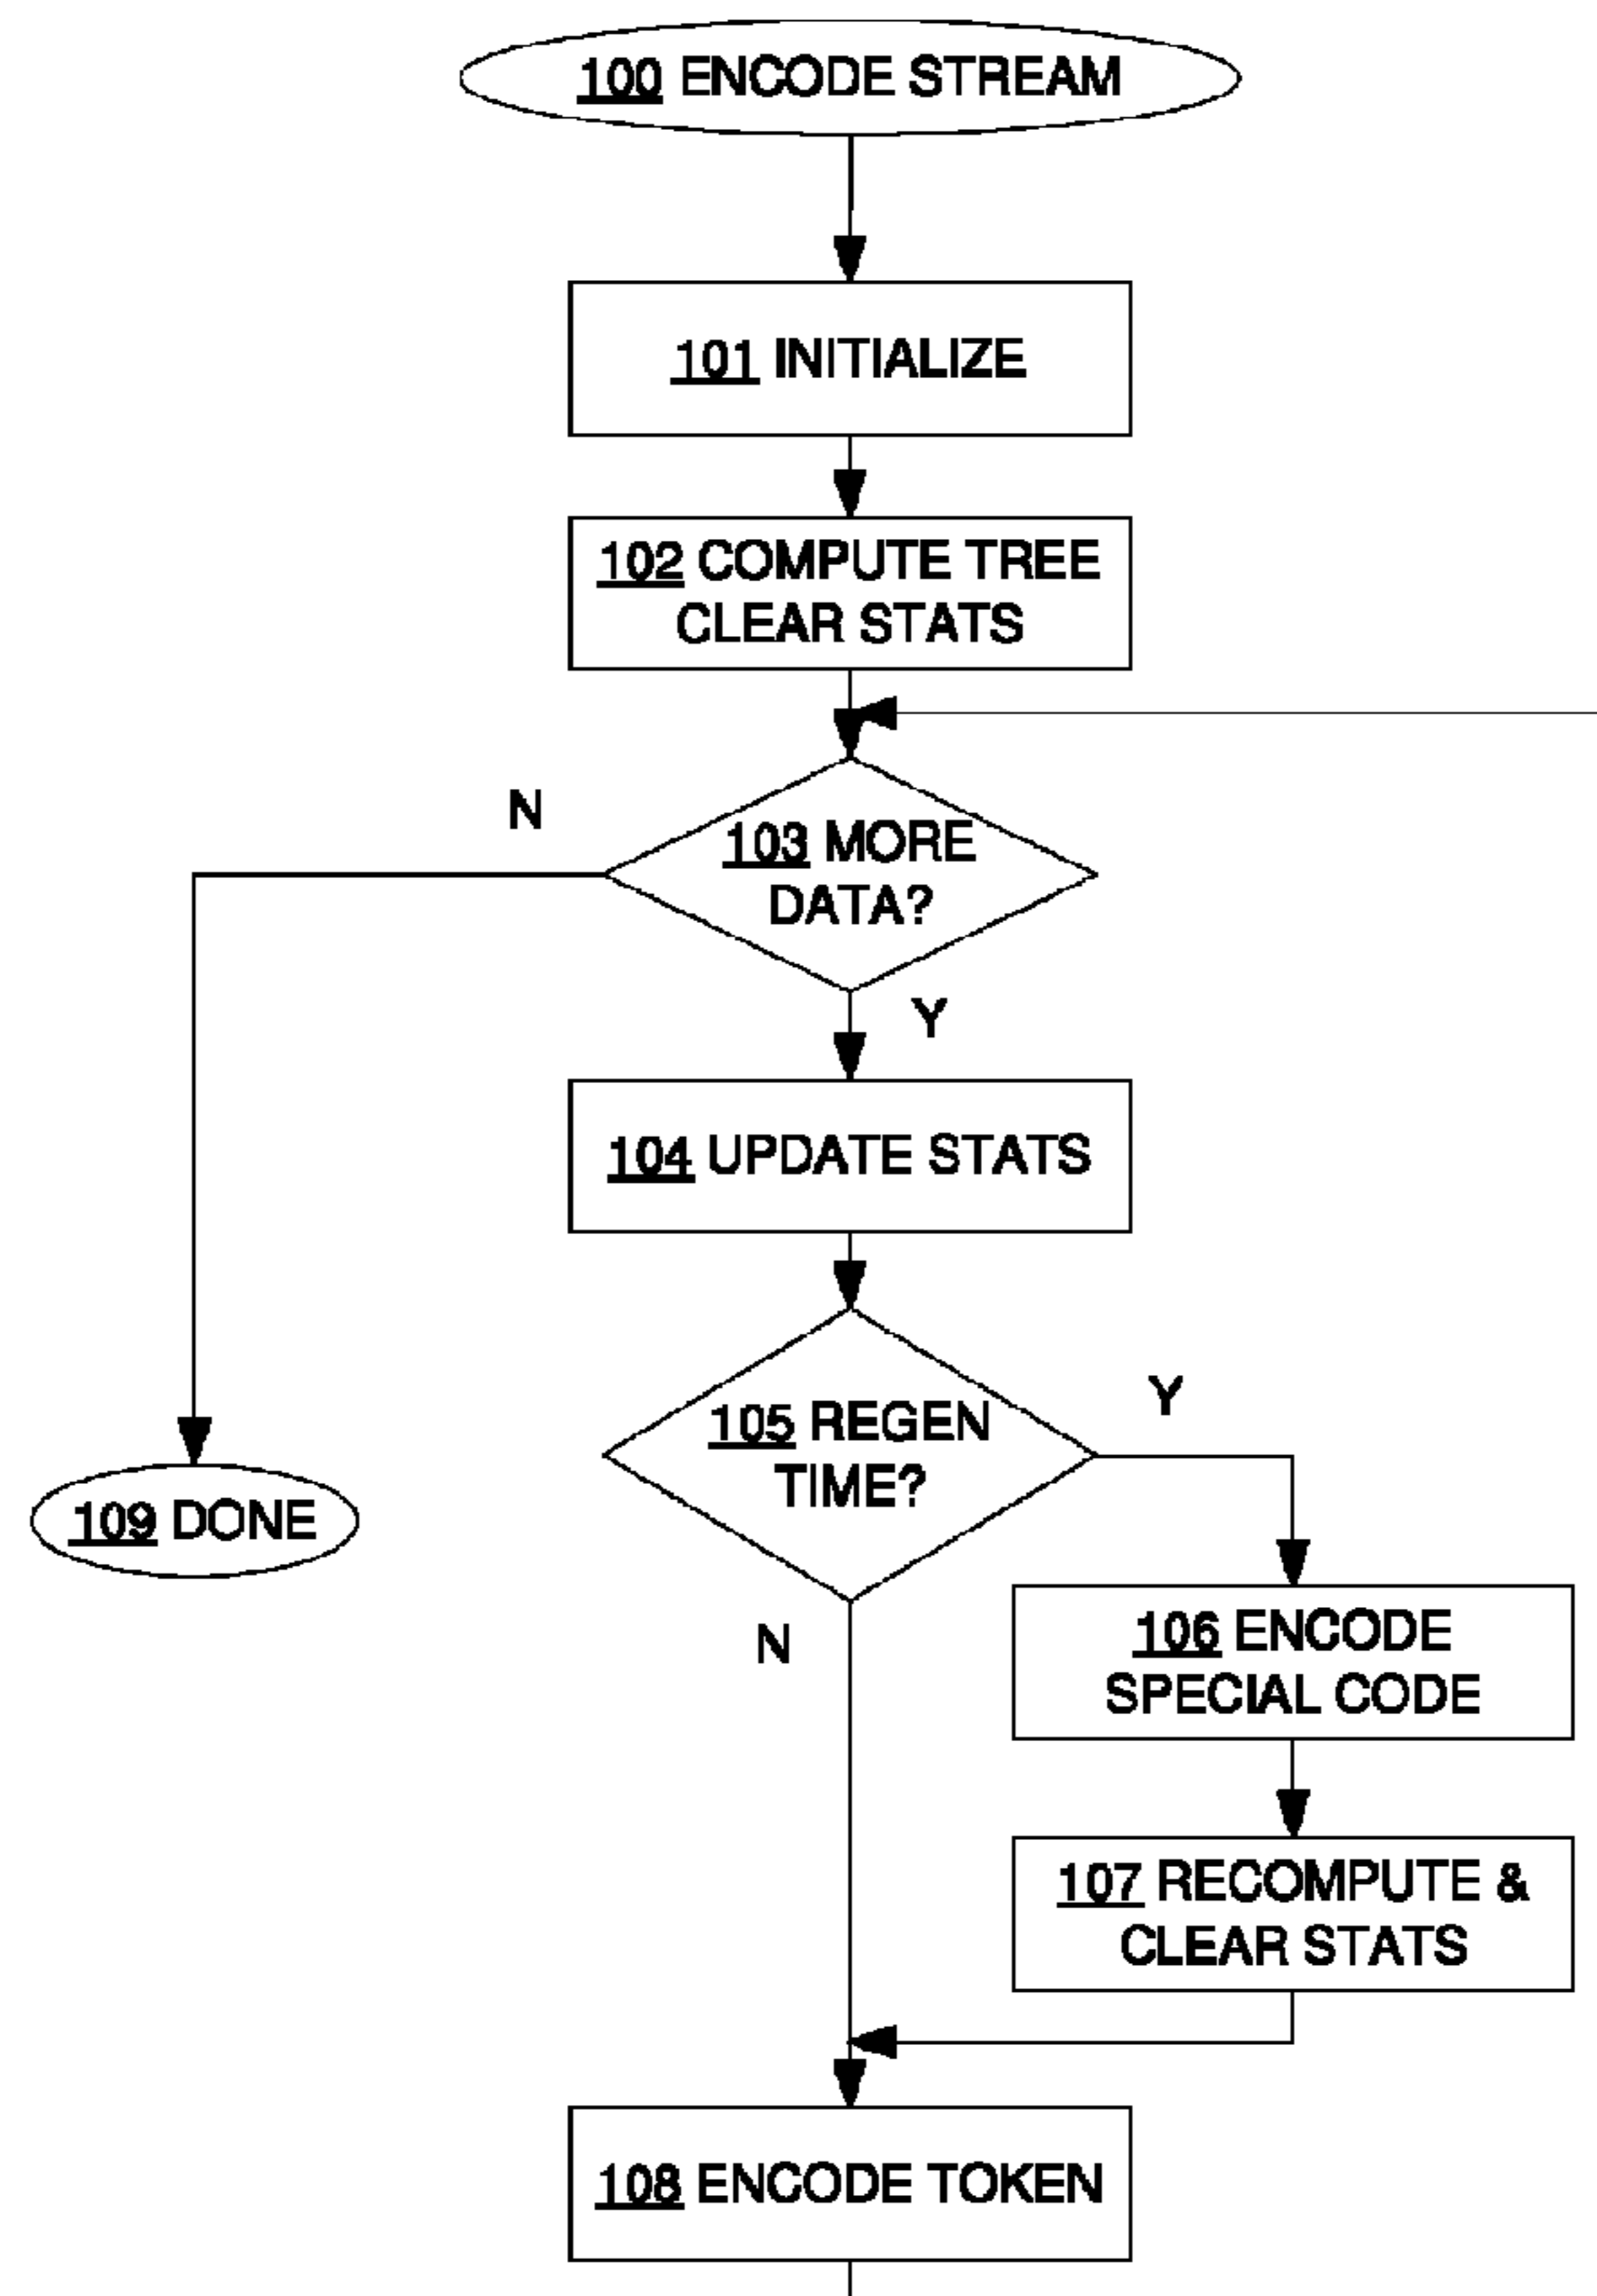 100 ENCODE STREAM
101 INITIALIZE
102 COMPUTE TREE
CLEAR STATS
N
103 MORE
DATA?
Y
104 UPDATE STATS
105 REGEN
TIME?
Y
N
109 DONE
106 ENCODE
SPECIAL CODE
107 RECOMPUTE &
CLEAR STATS
108 ENCODE TOKEN